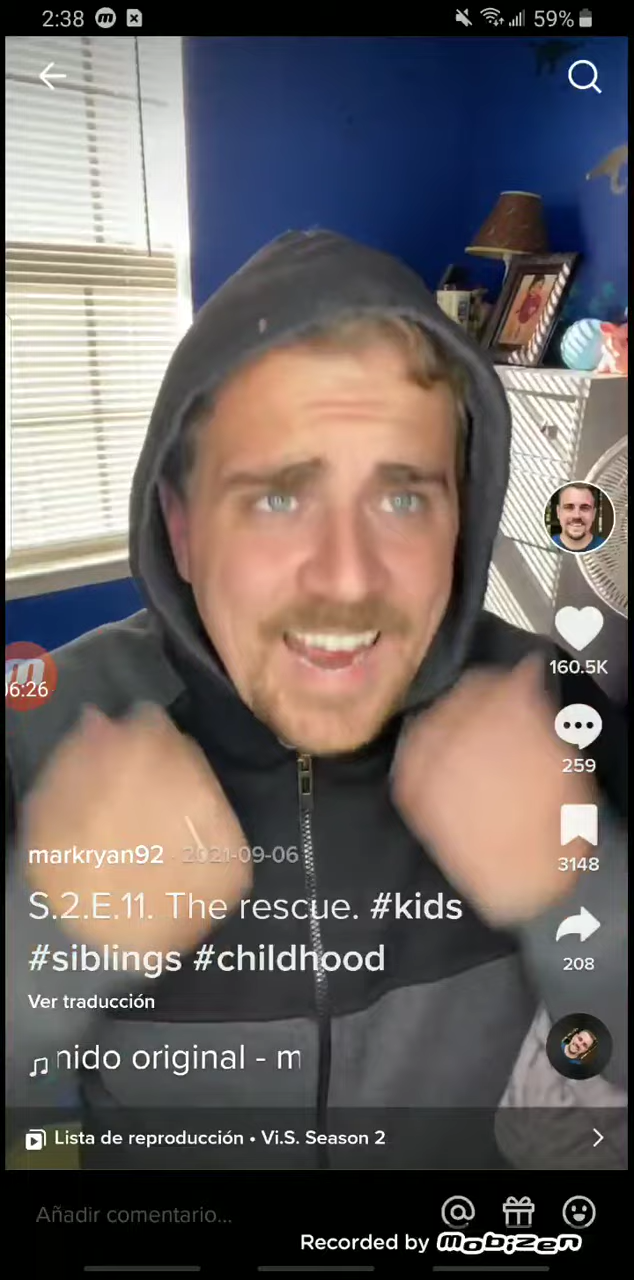 2:38
59%
160.5K
06:26
259
markryan92 · 2021-09-06
3148
S.2.E.11. The rescue. #kids
#siblings #childhood
208
Ver traducción
nido original - m
Lista de reproducción • Vi.S. Season 2
Añadir comentario...
Recorded by mobizen